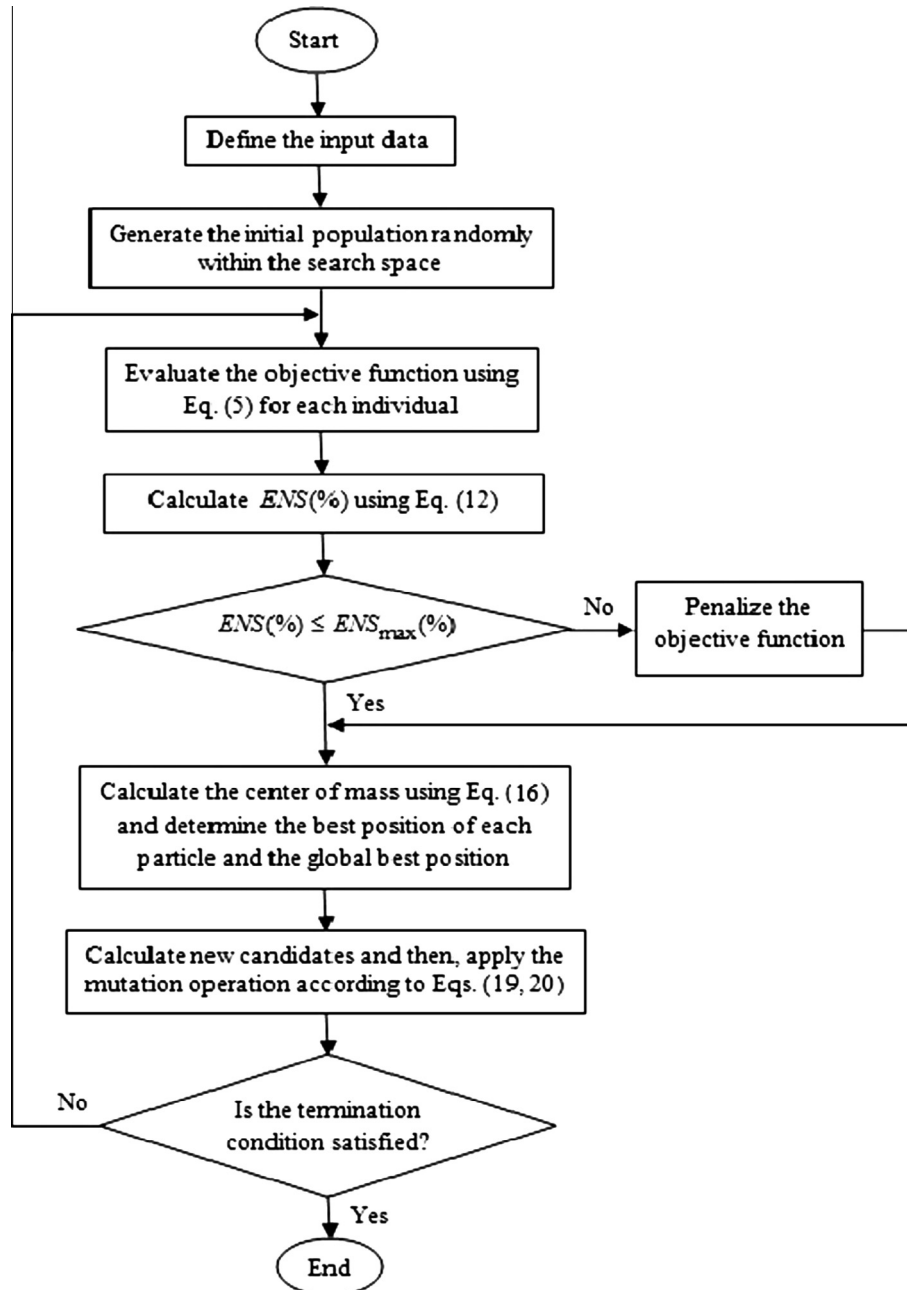 Start
Define the input data
Generate the initial population randomly
within the search space
Evaluate the objective function using
Eq. (5) for each individual
Calculate ENS(%) using Eq. (12)
ENS(%) ≤ ENSmax(%)
No
Penalize the
objective function
Yes
Calculate the center of mass using Eq. (16)
and determine the best position of each
particle and the global best position
Calculate new candidates and then, apply the
mutation operation according to Eqs. (19, 20)
No
Is the termination
condition satisfied?
Yes
End